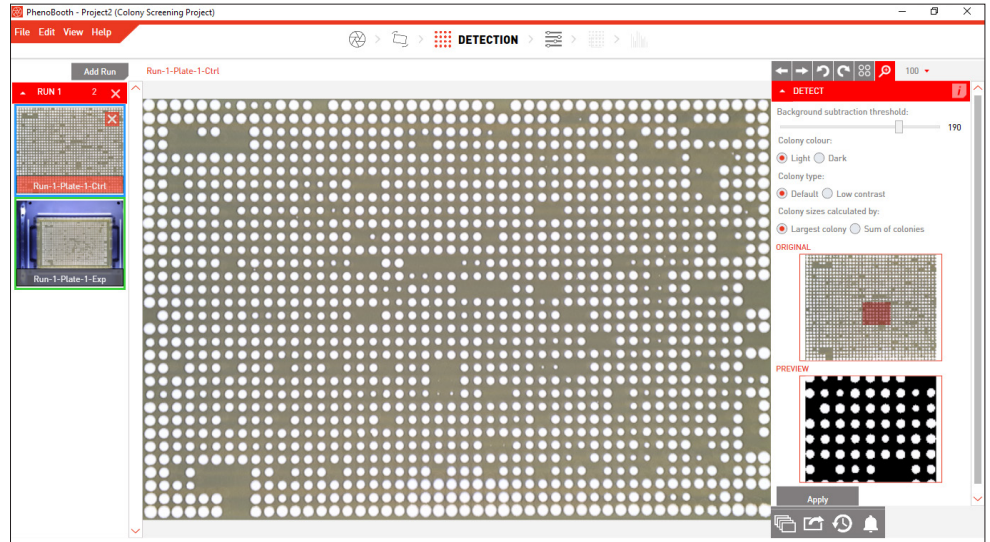 PhenoBooth - Project2 (Colony Screening Project)
File Edit View Help
DETECTION
Add Run
Run-1-Plate-1-Ctrl
100
RUN 1 2
DETECT
Background subtraction threshold:
190
Colony colour:
Light Dark
Colony type:
Default Low contrast
Colony sizes calculated by:
Largest colony Sum of colonies
ORIGINAL
Run-1-Plate-1-Ctrl
Run-1-Plate-1-Exp
PREVIEW
Apply